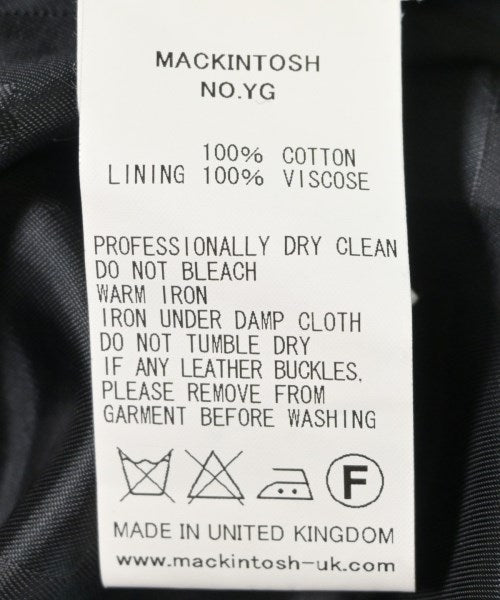 MACKINTOSH
NO.YG
100% COTTON
LINING 100% VISCOSE
PROFESSIONALLY DRY CLEAN
DO NOT BLEACH
WARM IRON
IRON UNDER DAMP CLOTH
DO NOT TUMBLE DRY
IF ANY LEATHER BUCKLES,
PLEASE REMOVE FROM
GARMENT BEFORE WASHING
F
MADE IN UNITED KINGDOM
www.mackintosh-uk.com